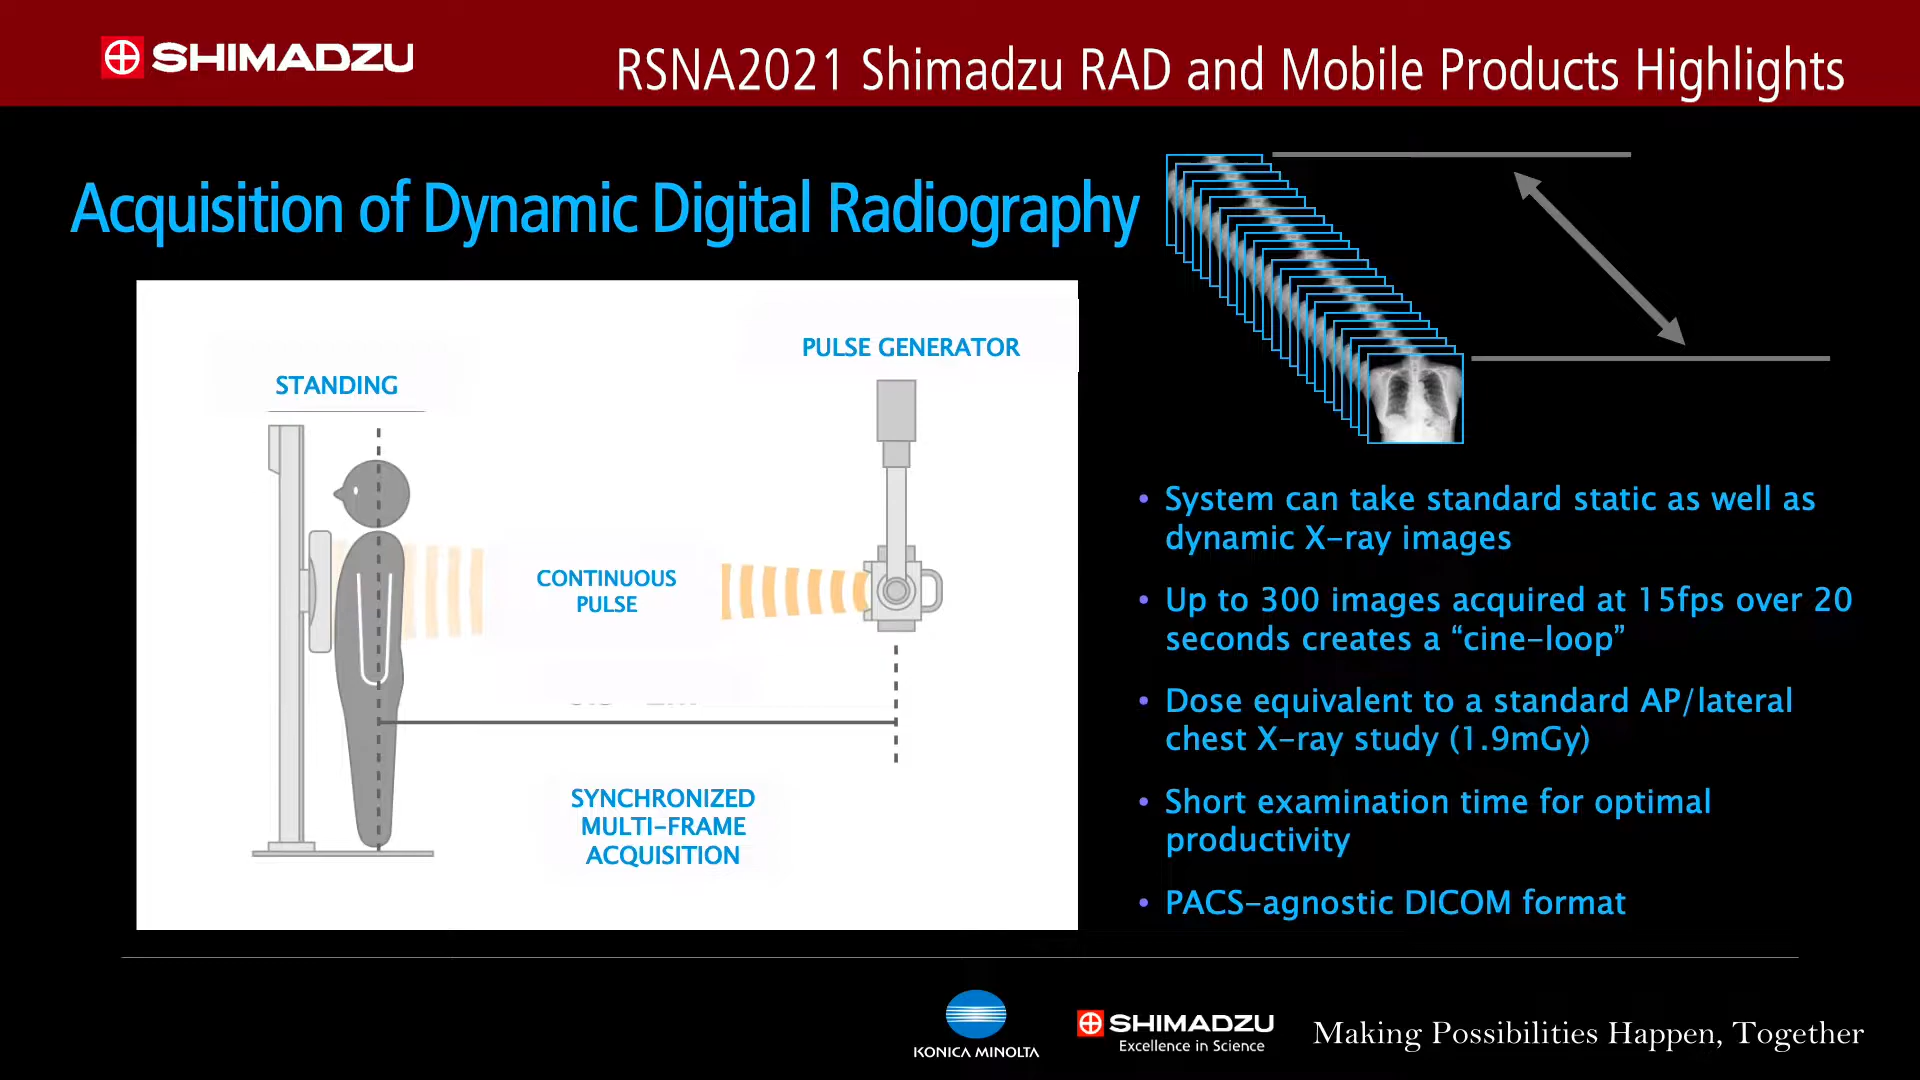 SHIMADZU
RSNA2021 Shimadzu RAD and Mobile Products Highlights
Acquisition of Dynamic Digital Radiography
STANDING
PULSE GENERATOR
CONTINUOUS
PULSE
SYNCHRONIZED
MULTI-FRAME
ACQUISITION
• System can take standard static as well as
dynamic X-ray images
• Up to 300 images acquired at 15fps over 20
seconds creates a “cine-loop”
• Dose equivalent to a standard AP/lateral
chest X-ray study (1.9mGy)
• Short examination time for optimal
productivity
• PACS-agnostic DICOM format
KONICA MINOLTA
SHIMADZU
Excellence in Science
Making Possibilities Happen, Together